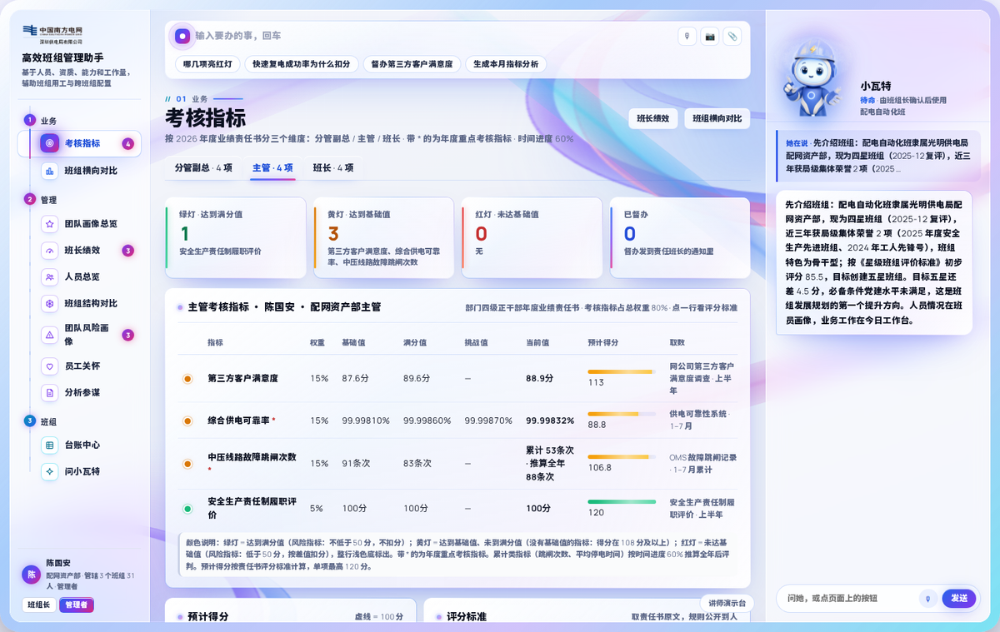 中国南方电网
深圳供电局有限公司
高效班组管理助手
基于人员、资质、能力和工作量，
辅助班组用工与跨班组配置
1 业务
考核指标 4
班组横向对比
2 管理
团队画像总览
班长绩效 3
人员总览
班组结构对比
团队风险画
像 3
员工关怀
分析参谋
3 班组
台账中心
问小瓦特
陈
陈国安
配网资产部 · 管辖 3 个班组 31
人 · 管理者
班组长 管理者
输入要办的事，回车
哪几项亮红灯 快速复电成功率为什么扣分 督办第三方客户满意度 生成本月指标分析
// 01 业务
考核指标
班长绩效 班组横向对比
按 2026 年度业绩责任书分三个维度：分管副总 / 主管 / 班长 · 带 * 的为年度重点考核指标 · 时间进度 60%
分管副总 · 4 项 主管 · 4 项 班长 · 4 项
绿灯 · 达到满分值
1
安全生产责任制履职评价
黄灯 · 达到基础值
3
第三方客户满意度、综合供电可靠
率、中压线路故障跳闸次数
红灯 · 未达基础值
0
无
已督办
0
督办发到责任班长的通知里
主管考核指标 • 陈国安 • 配网资产部主管
部门四级正干部年度业绩责任书 · 考核指标占总权重 80% · 点一行看评分标准
指标 权重 基础值 满分值 挑战值 当前值 预计得分 取数
第三方客户满意度 15% 87.6分 89.6分 — 88.9分 113 网公司第三方客户
满意度调查 · 上半
年
综合供电可靠率 * 15% 99.99810% 99.99860% 99.99870% 99.99832% 88.8 供电可靠性系统 ·
1–7 月
中压线路故障跳闸次数
* 15% 91条次 83条次 — 累计 53条次
· 推算全年
88条次 106.8 OMS 故障跳闸记录
· 1–7 月累计
安全生产责任制履职评
价 5% 100分 100分 — 100分 120 安全生产责任制履
职评价 · 上半年
颜色说明：绿灯 = 达到满分值（风险指标：不低于 50 分，不扣分）；黄灯 = 达到基础值、未到满分值（没有基础值的指标：得分在 108 分及以上）；红灯 = 未达基
础值（风险指标：低于 50 分，按差值扣分），整行浅色底标出。带 * 的为年度重点考核指标。累计类指标（跳闸次数、平均停电时间）按时间进度 60% 推算全年后评
判。预计得分按责任书评分标准计算，单项最高 120 分。
预计得分 虚线 = 100 分
评分标准 取责任书原文，规则公开到人
讲师演示台
小瓦特
待命 · 由班组长确认后使用
配电自动化班
她在说 · 先介绍班组：配电自动化班隶属光明供电局
配网资产部，现为四星班组（2025-12 复评），近三
年获局级集体荣誉 2 项（2025 …
先介绍班组：配电自动化班隶属光明供电局配
网资产部，现为四星班组（2025-12 复评），
近三年获局级集体荣誉 2 项（2025 年度安全
生产先进班组、2024 年工人先锋号），班组
特色为骨干型；按《星级班组评价标准》初步
评分 85.5，目标创建五星班组。目标五星还
差 4.5 分，必备条件党建水平未满足，这是班
组发展规划的第一个提升方向。人员情况在班
员画像，业务工作在今日工作台。
问她，或点页面上的按钮
发送